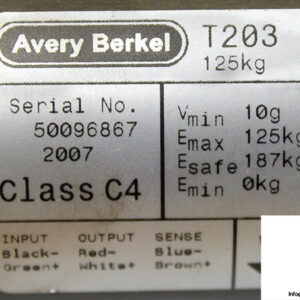 Avery Berkel T203
125kg
Serial No.
50096867
2007
Class C4
Vmin 10g
Emax 125kg
Esafe 187kg
Emin 0kg
INPUT OUTPUT SENSE
Black- Red- Blue-
Green+ White+ Brown+